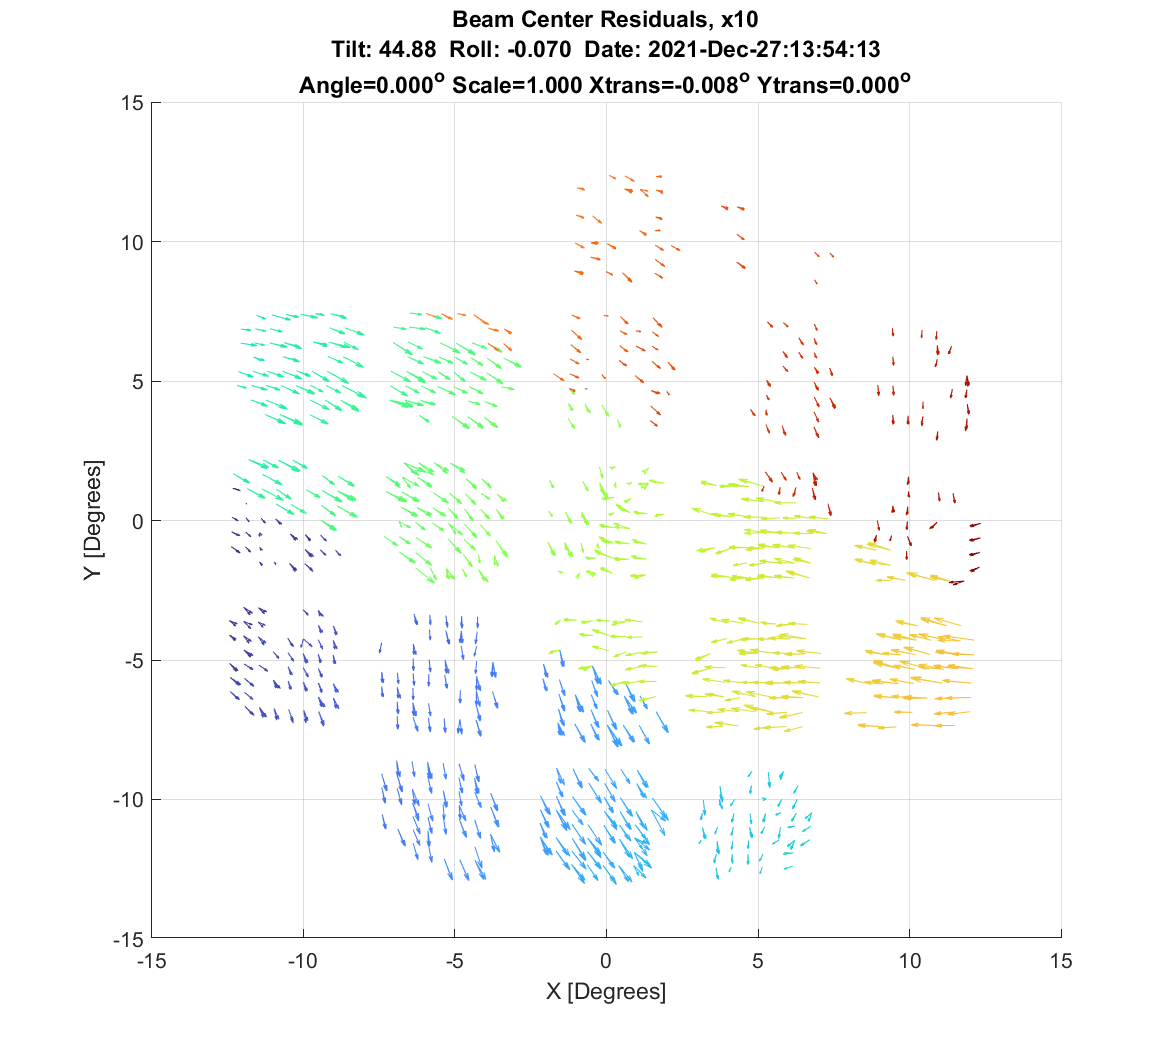 Beam Center Residuals, x10
Tilt: 44.88 Roll: -0.070 Date: 2021-Dec-27:13:54:13
Angle=0.000° Scale=1.000 Xtrans=-0.008° Ytrans=0.000°
15
10
5
0
-5
-10
-15
Y [Degrees]
-15 -10 -5 0 5 10 15
X [Degrees]